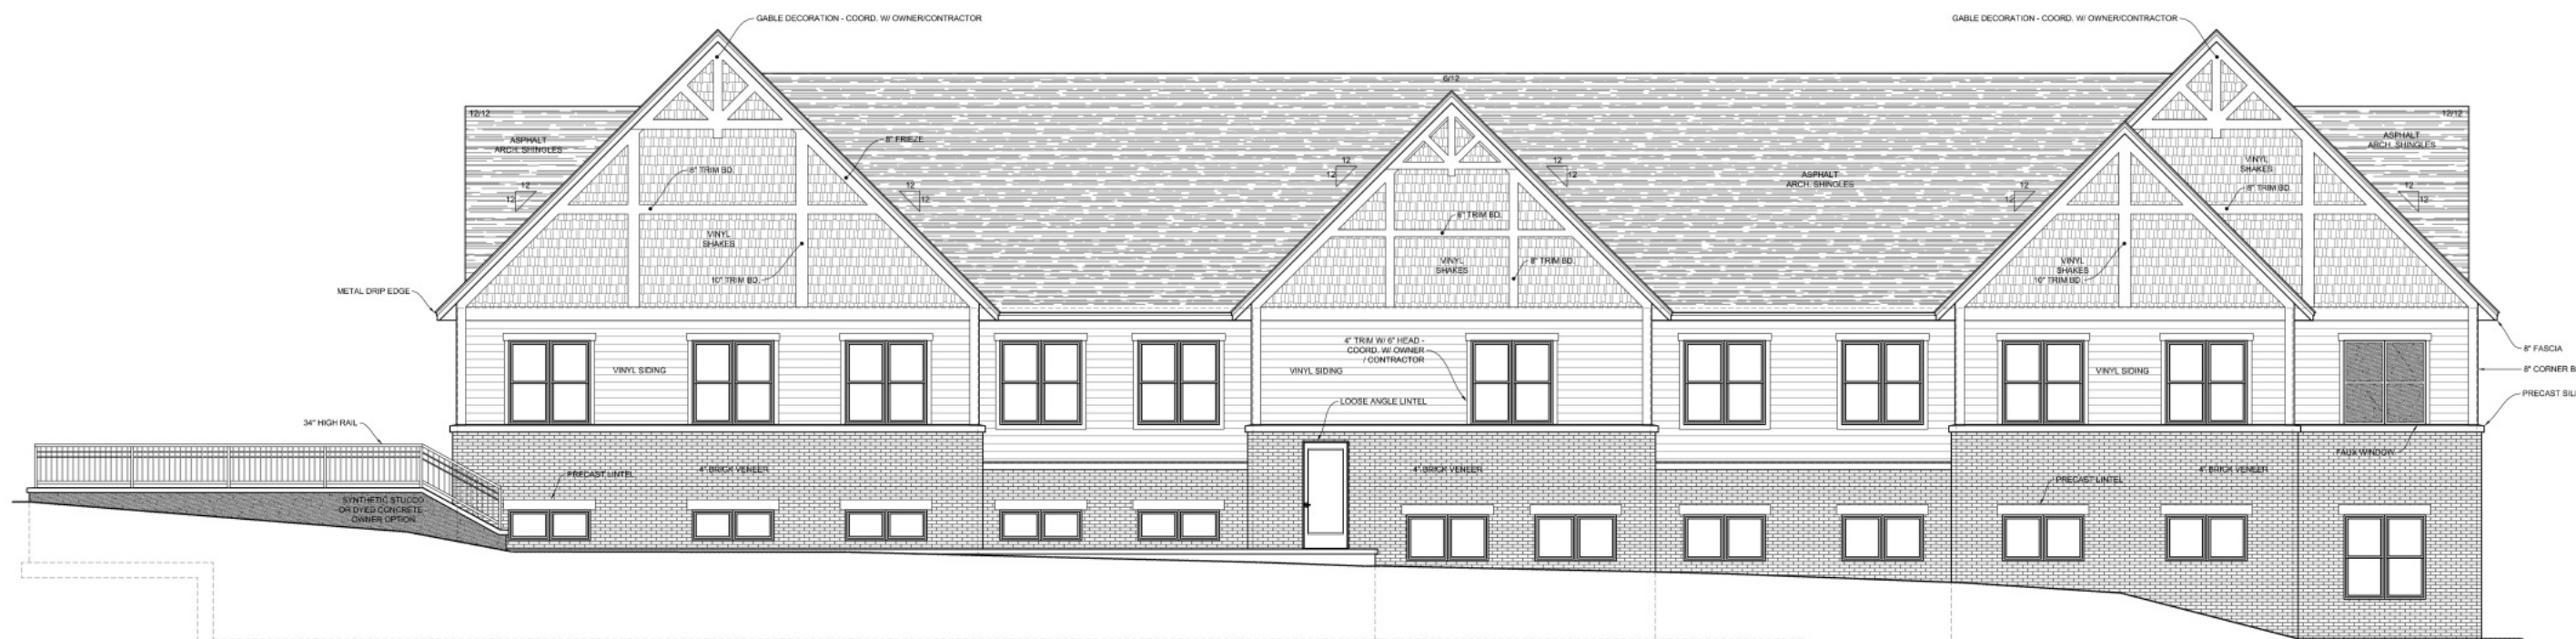 GABLE DECORATION - COORD. W/ OWNER/CONTRACTOR
GABLE DECORATION - COORD. W/ OWNER/CONTRACTOR
6/12
12/12
ASPHALT
ARCH. SHINGLES
8" FRIEZE
8" TRIM BD.
12
12
12
12
VINYL
SHAKES
10" TRIM BD.
METAL DRIP EDGE
12
12
12
12
8" TRIM BD.
VINYL
SHAKES
8" TRIM BD.
ASPHALT
ARCH. SHINGLES
12
12
12/12
ASPHALT
ARCH. SHINGLES
VINYL
SHAKES
8" TRIM BD.
12
12
VINYL
SHAKES
10" TRIM BD.
4" TRIM W/ 6" HEAD -
COORD. W/ OWNER
/ CONTRACTOR
VINYL SIDING
VINYL SIDING
VINYL SIDING
8" FASCIA
8" CORNER B
PRECAST SIL
LOOSE ANGLE LINTEL
34" HIGH RAIL
FAUX WINDOW
PRECAST LINTEL
4" BRICK VENEER
4" BRICK VENEER
4" BRICK VENEER
PRECAST LINTEL
SYNTHETIC STUCCO
OR DYED CONCRETE
OWNER OPTION.